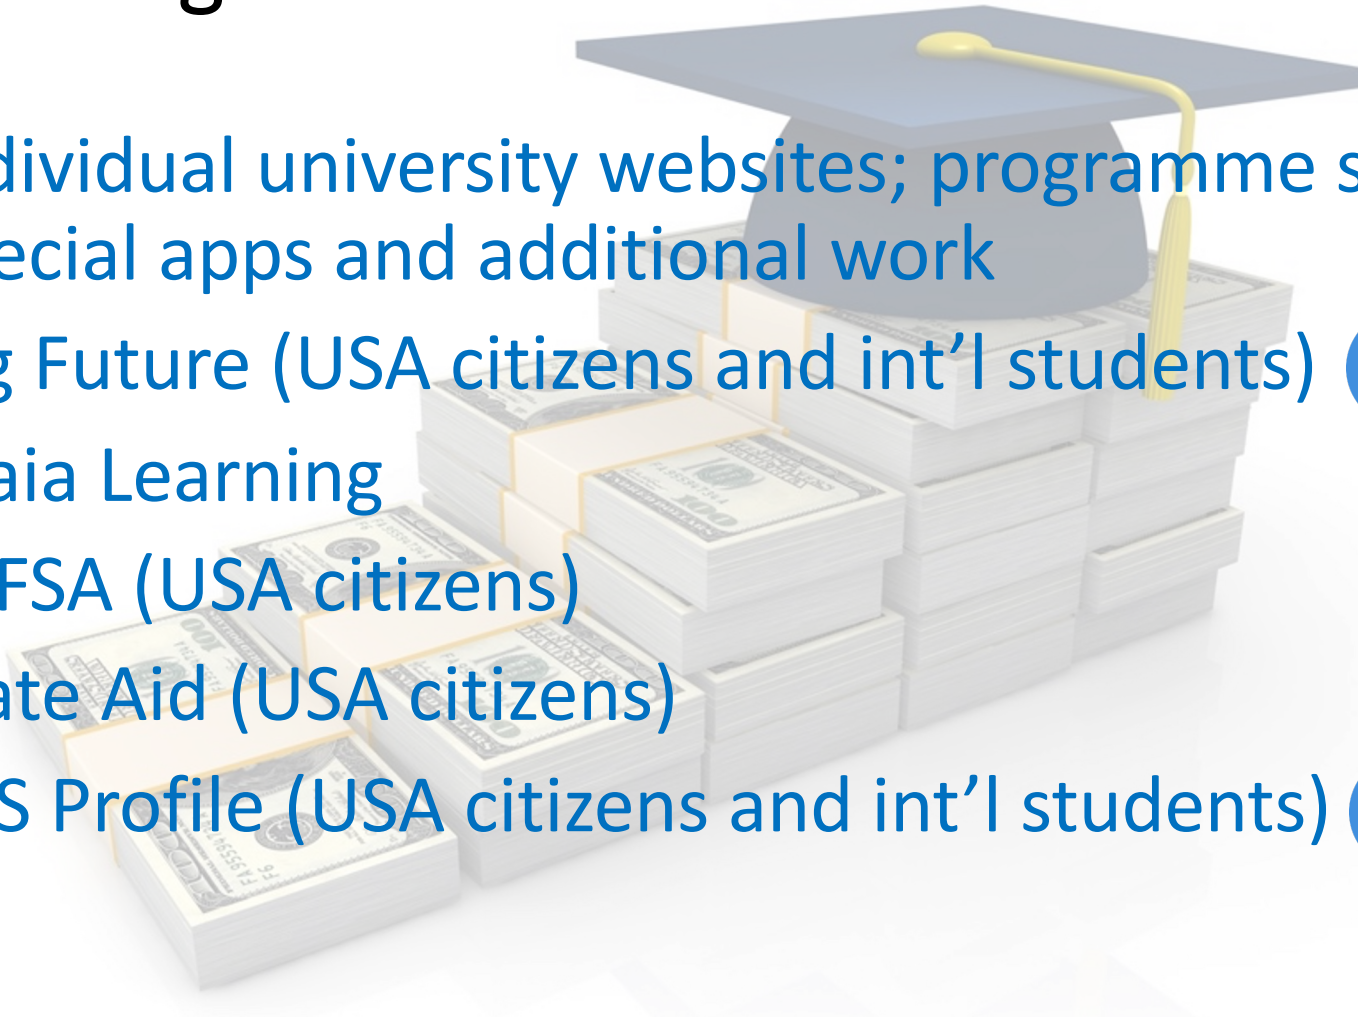 g
dividual university websites; programme s
ecial apps and additional work
g Future (USA citizens and int’l students)
aia Learning
FSA (USA citizens)
ate Aid (USA citizens)
S Profile (USA citizens and int’l students)